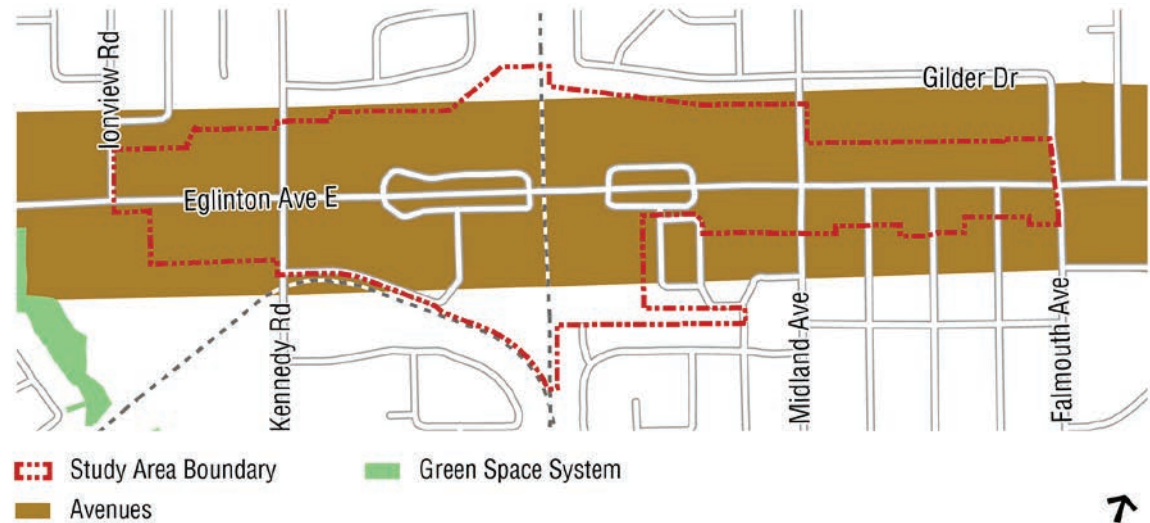 Ionview Rd
Gilder Dr
Eglinton Ave E
Kennedy Rd
Midland Ave
Falmouth Ave
Study Area Boundary
Green Space System
Avenues